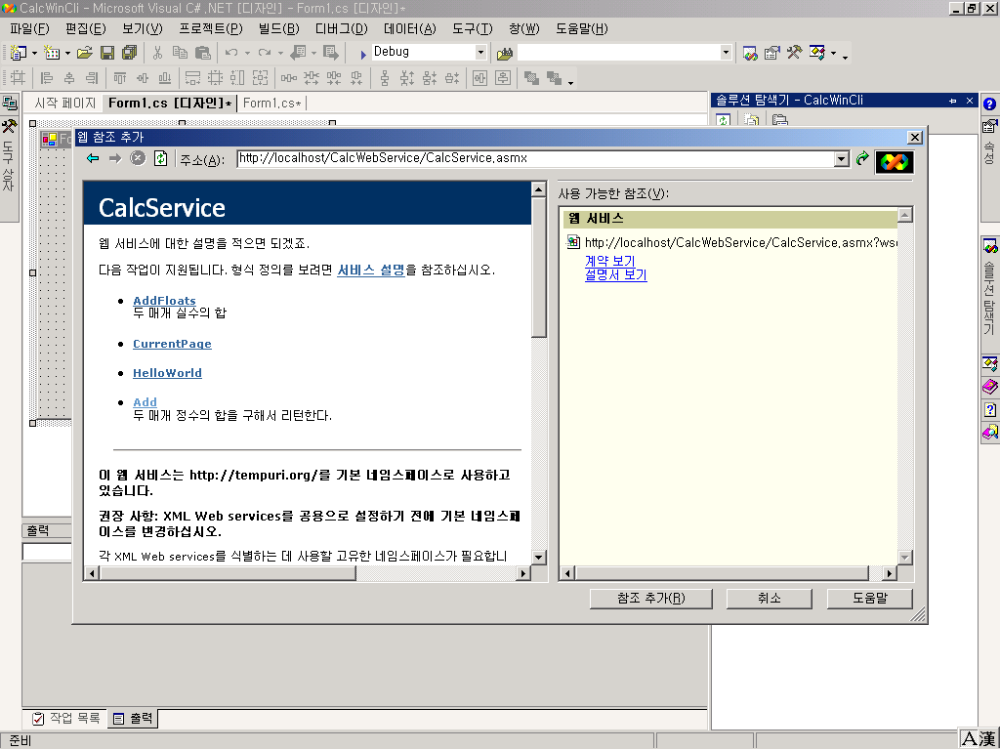 CalcWinCli - Microsoft Visual C# .NET [디자인] - Form1.cs [디자인]*
파일(F) 편집(E) 보기(V) 프로젝트(P) 빌드(B) 디버그(D) 데이터(A) 도구(T) 창(W) 도움말(H)
Debug
시작 페이지 Form1.cs [디자인]* Form1.cs*
솔루션 탐색기 - CalcWinCli
도구 상자
속성
솔루션 탐색기
웹 참조 추가
주소(A): http://localhost/CalcWebService/CalcService.asmx
CalcService
웹 서비스에 대한 설명을 적으면 되겠죠.
다음 작업이 지원됩니다. 형식 정의를 보려면 서비스 설명을 참조하십시오.
AddFloats
두 매개 실수의 합
CurrentPage
HelloWorld
Add
두 매개 정수의 합을 구해서 리턴한다.
이 웹 서비스는 http://tempuri.org/를 기본 네임스페이스로 사용하고
있습니다.
권장 사항: XML Web services를 공용으로 설정하기 전에 기본 네임스페
이스를 변경하십시오.
각 XML Web services를 식별하는 데 사용할 고유한 네임스페이스가 필요합니
사용 가능한 참조(V):
웹 서비스
http://localhost/CalcWebService/CalcService.asmx?wsd
계약 보기
설명서 보기
참조 추가(R) 취소 도움말
출력
작업 목록 출력
준비
A漢